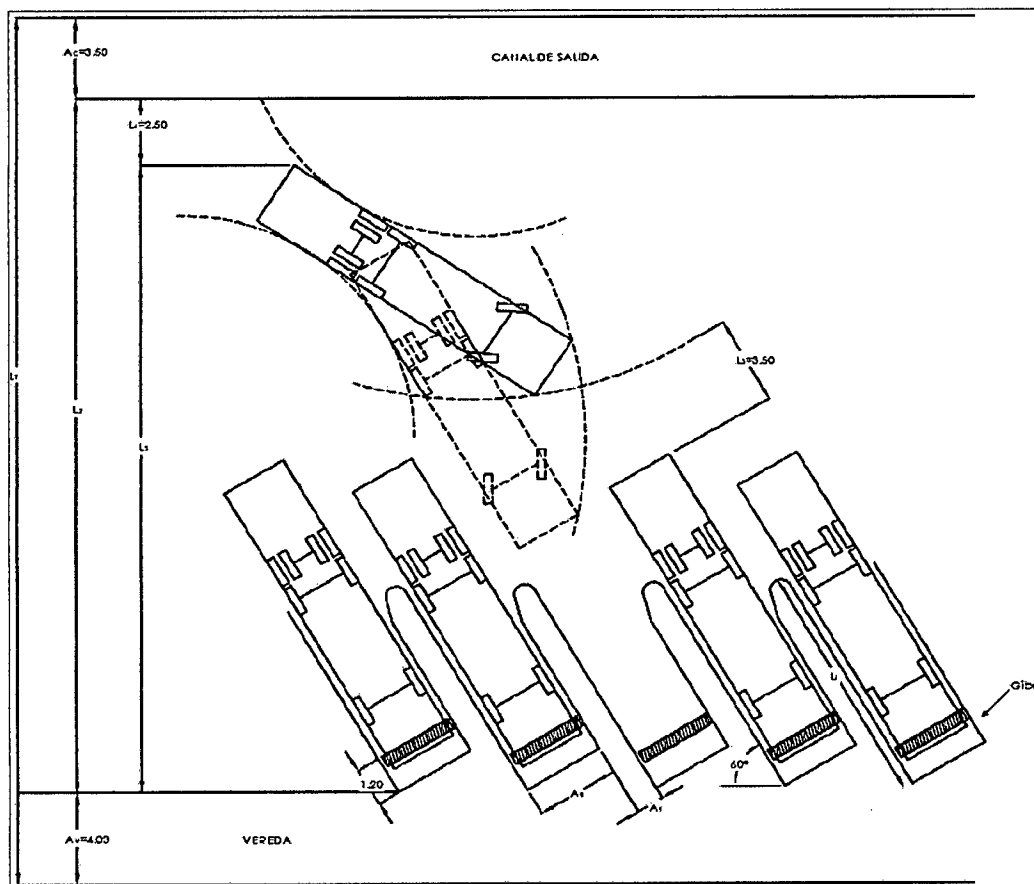 Ac=3.50
CANAL DE SALIDA
L=2.50
L=3.50
Gibo
1.20
60°
Av=4.00
VEREDA